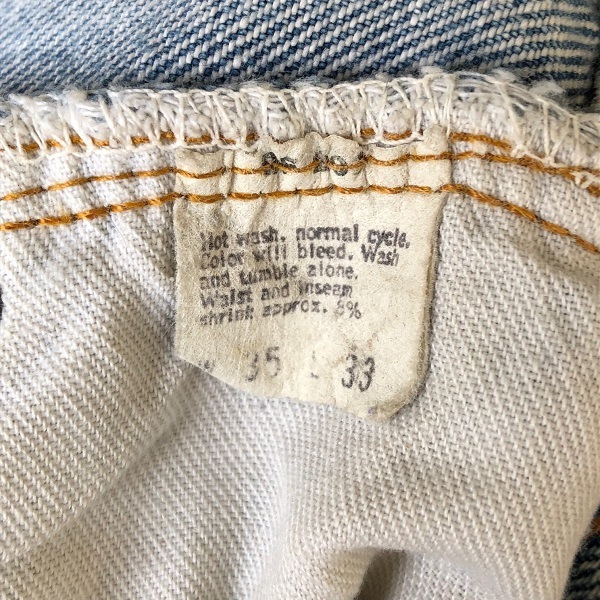 Hot wash, normal cycle.
Color will bleed. Wash
and tumble alone.
Waist and inseam
shrink approx. 8%
35 L 33